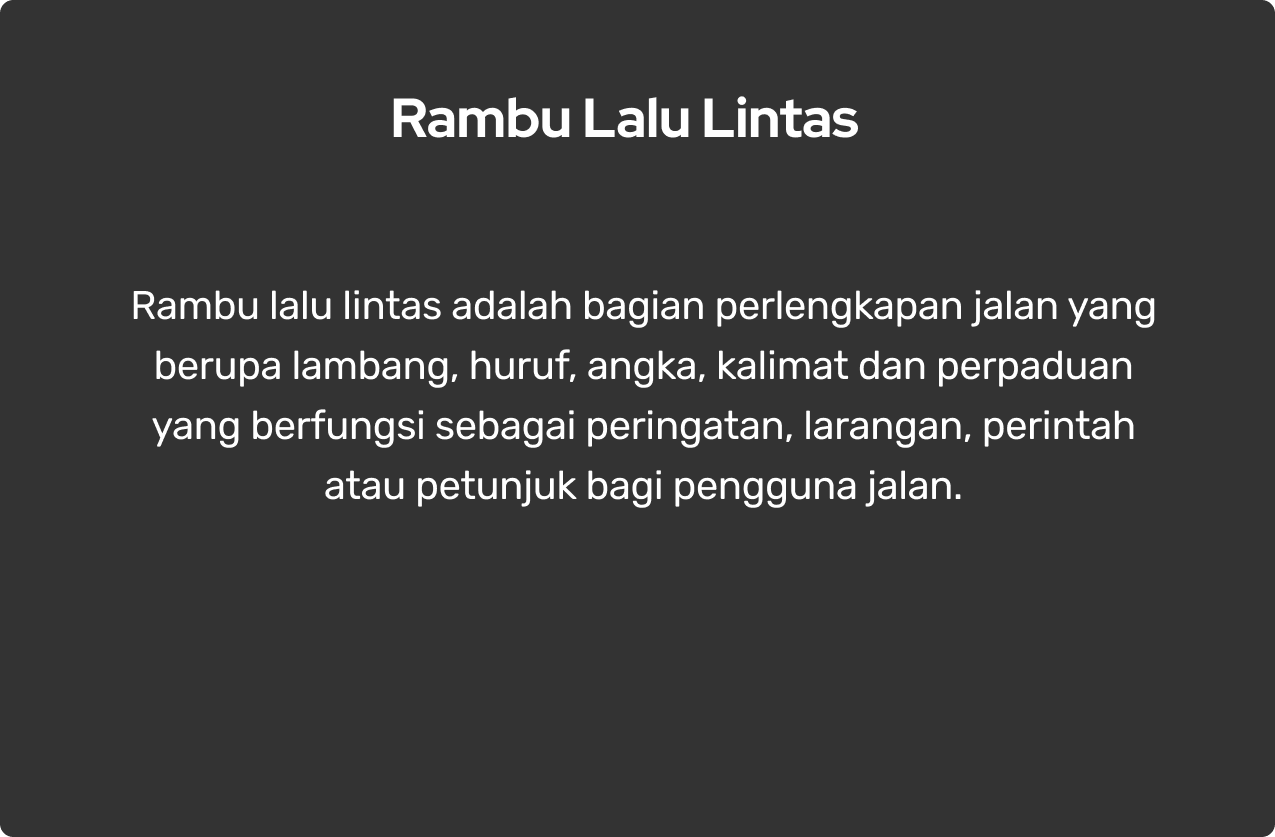 Rambu Lalu Lintas
Rambu lalu lintas adalah bagian perlengkapan jalan yang
berupa lambang, huruf, angka, kalimat dan perpaduan
yang berfungsi sebagai peringatan, larangan, perintah
atau petunjuk bagi pengguna jalan.